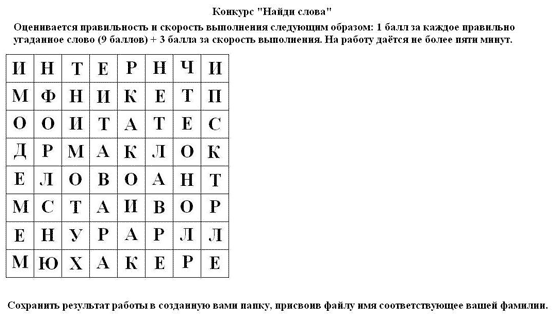 Конкурс "Найди слова"
Оценивается правильность и скорость выполнения следующим образом: 1 балл за каждое правильно
угаданное слово (9 баллов) + 3 балла за скорость выполнения. На работу даётся не более пяти минут.
И Н Т Е Р Н Ч И
М Ф Н И К Е Т П
О О И Т А Т Е С
Д Р М А К Л О К
Е Л О В О А Н Т
М С Т А И В О Р
Е Н У Р А Р Л Л
М Ю Х А К Е Р Е
Сохранить результат работы в созданную вами папку, присвоив файлу имя соответствующее вашей фамилии.